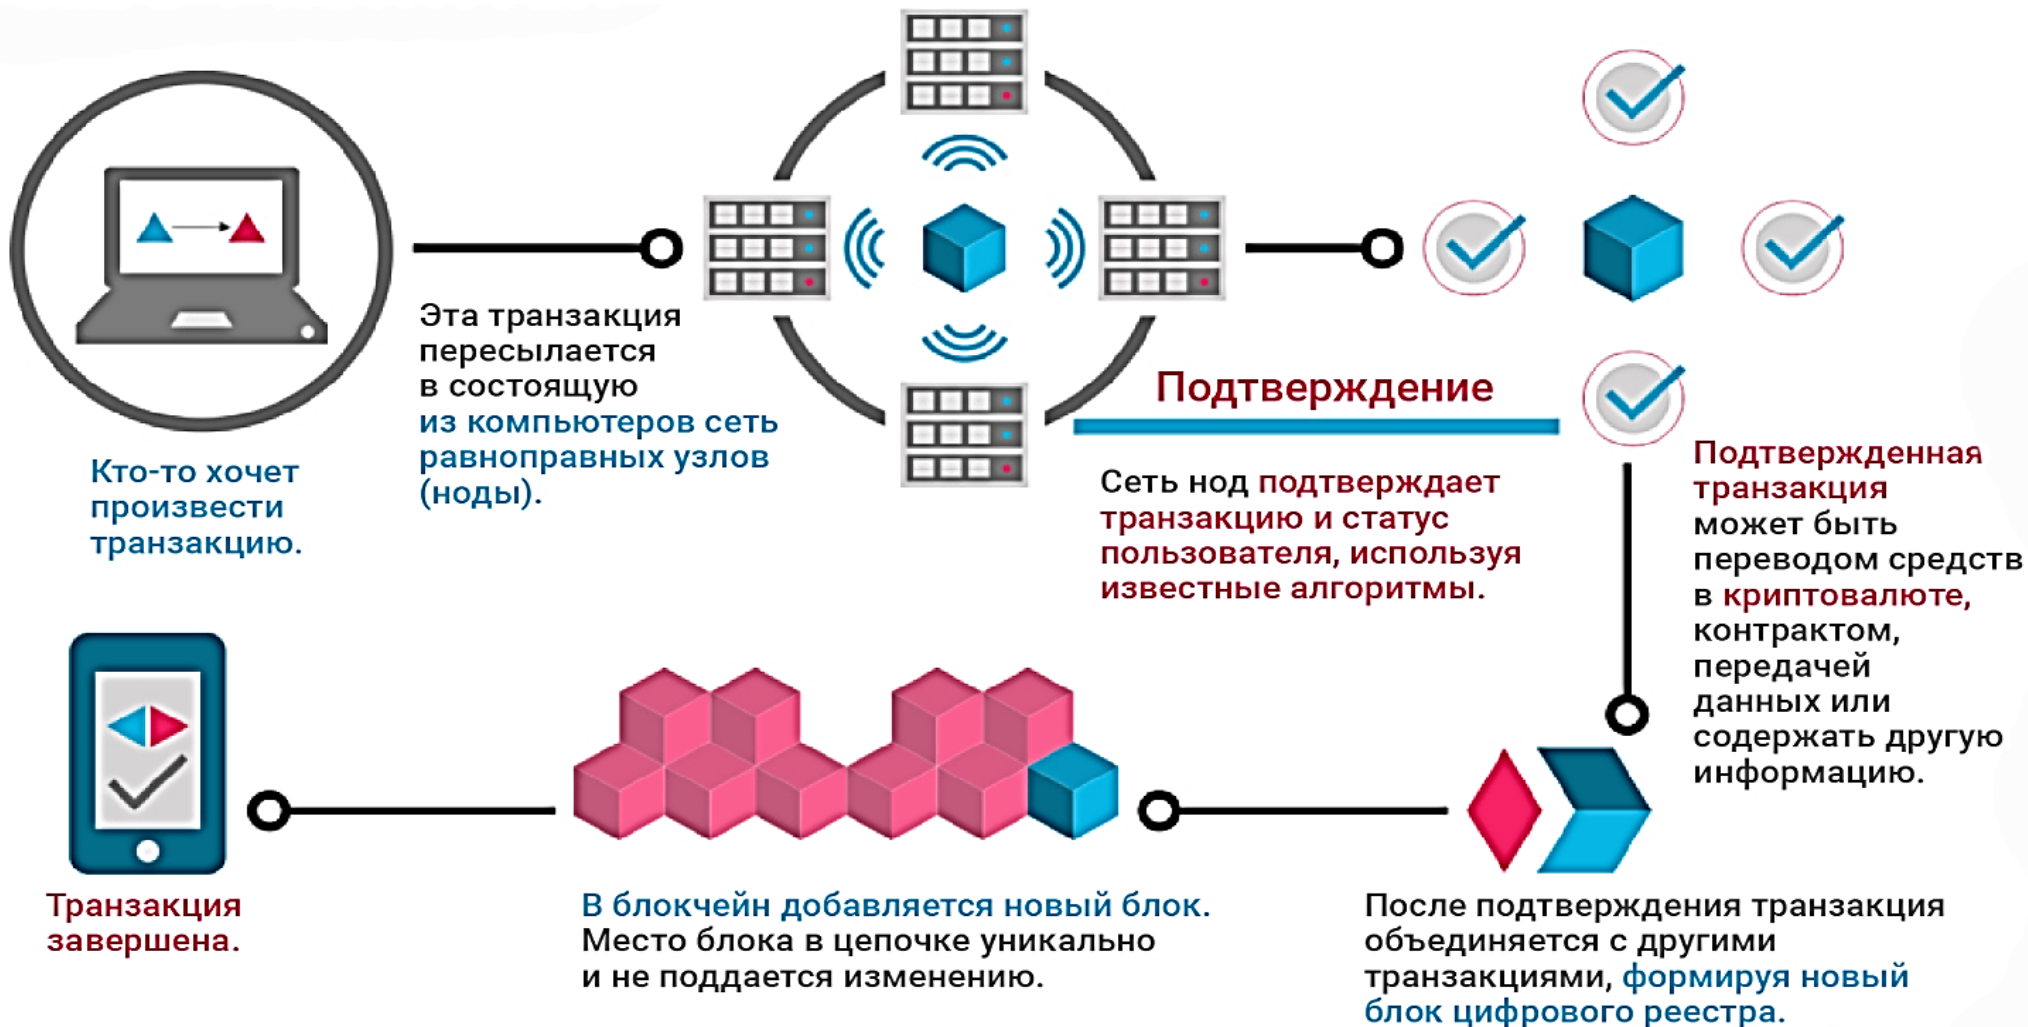 Кто-то хочет
произвести
транзакцию.
Эта транзакция
пересылается
в состоящую
из компьютеров сеть
равноправных узлов
(ноды).
Подтверждение
Сеть нод подтверждает
транзакцию и статус
пользователя, используя
известные алгоритмы.
Подтвержденная
транзакция
может быть
переводом средств
в криптовалюте,
контрактом,
передачей
данных или
содержать другую
информацию.
После подтверждения транзакция
объединяется с другими
транзакциями, формируя новый
блок цифрового реестра.
В блокчейн добавляется новый блок.
Место блока в цепочке уникально
и не поддается изменению.
Транзакция
завершена.